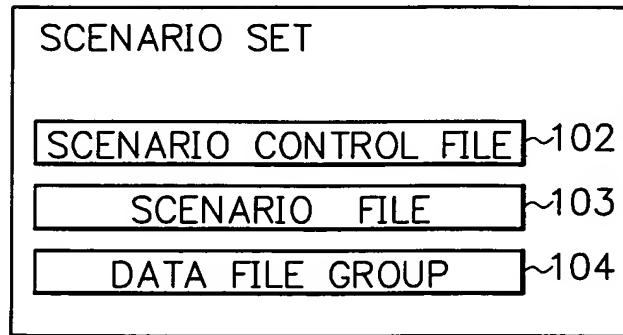 SCENARIO SET
SCENARIO CONTROL FILE 102
SCENARIO FILE 103
DATA FILE GROUP 104